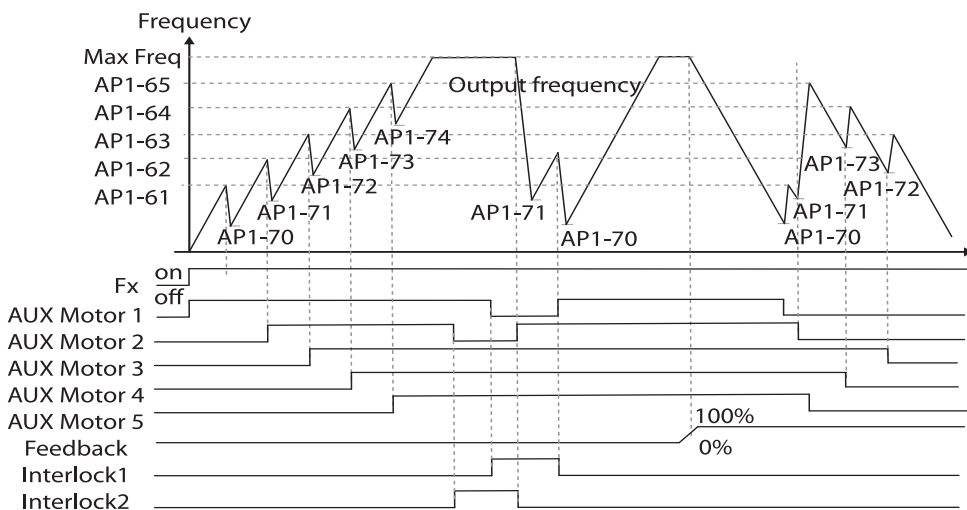 Frequency
Max Freq
Output frequency
AP1-65
AP1-64
AP1-74
AP1-63
AP1-73
AP1-73
AP1-62
AP1-72
AP1-72
AP1-61
AP1-71
AP1-71
AP1-71
AP1-70
AP1-70
AP1-70
on
Fx
off
AUX Motor 1
AUX Motor 2
AUX Motor 3
AUX Motor 4
AUX Motor 5
100%
Feedback
0%
Interlock1
Interlock2